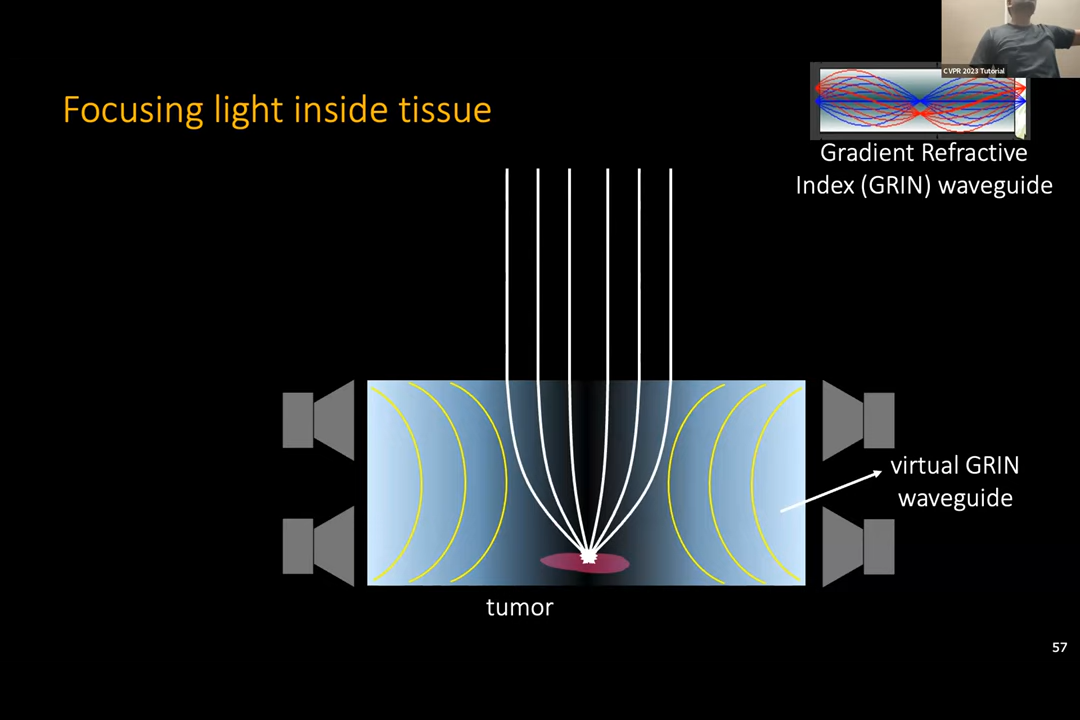 CVPR 2023 Tutorial
Focusing light inside tissue
Gradient Refractive
Index (GRIN) waveguide
virtual GRIN
waveguide
tumor
57